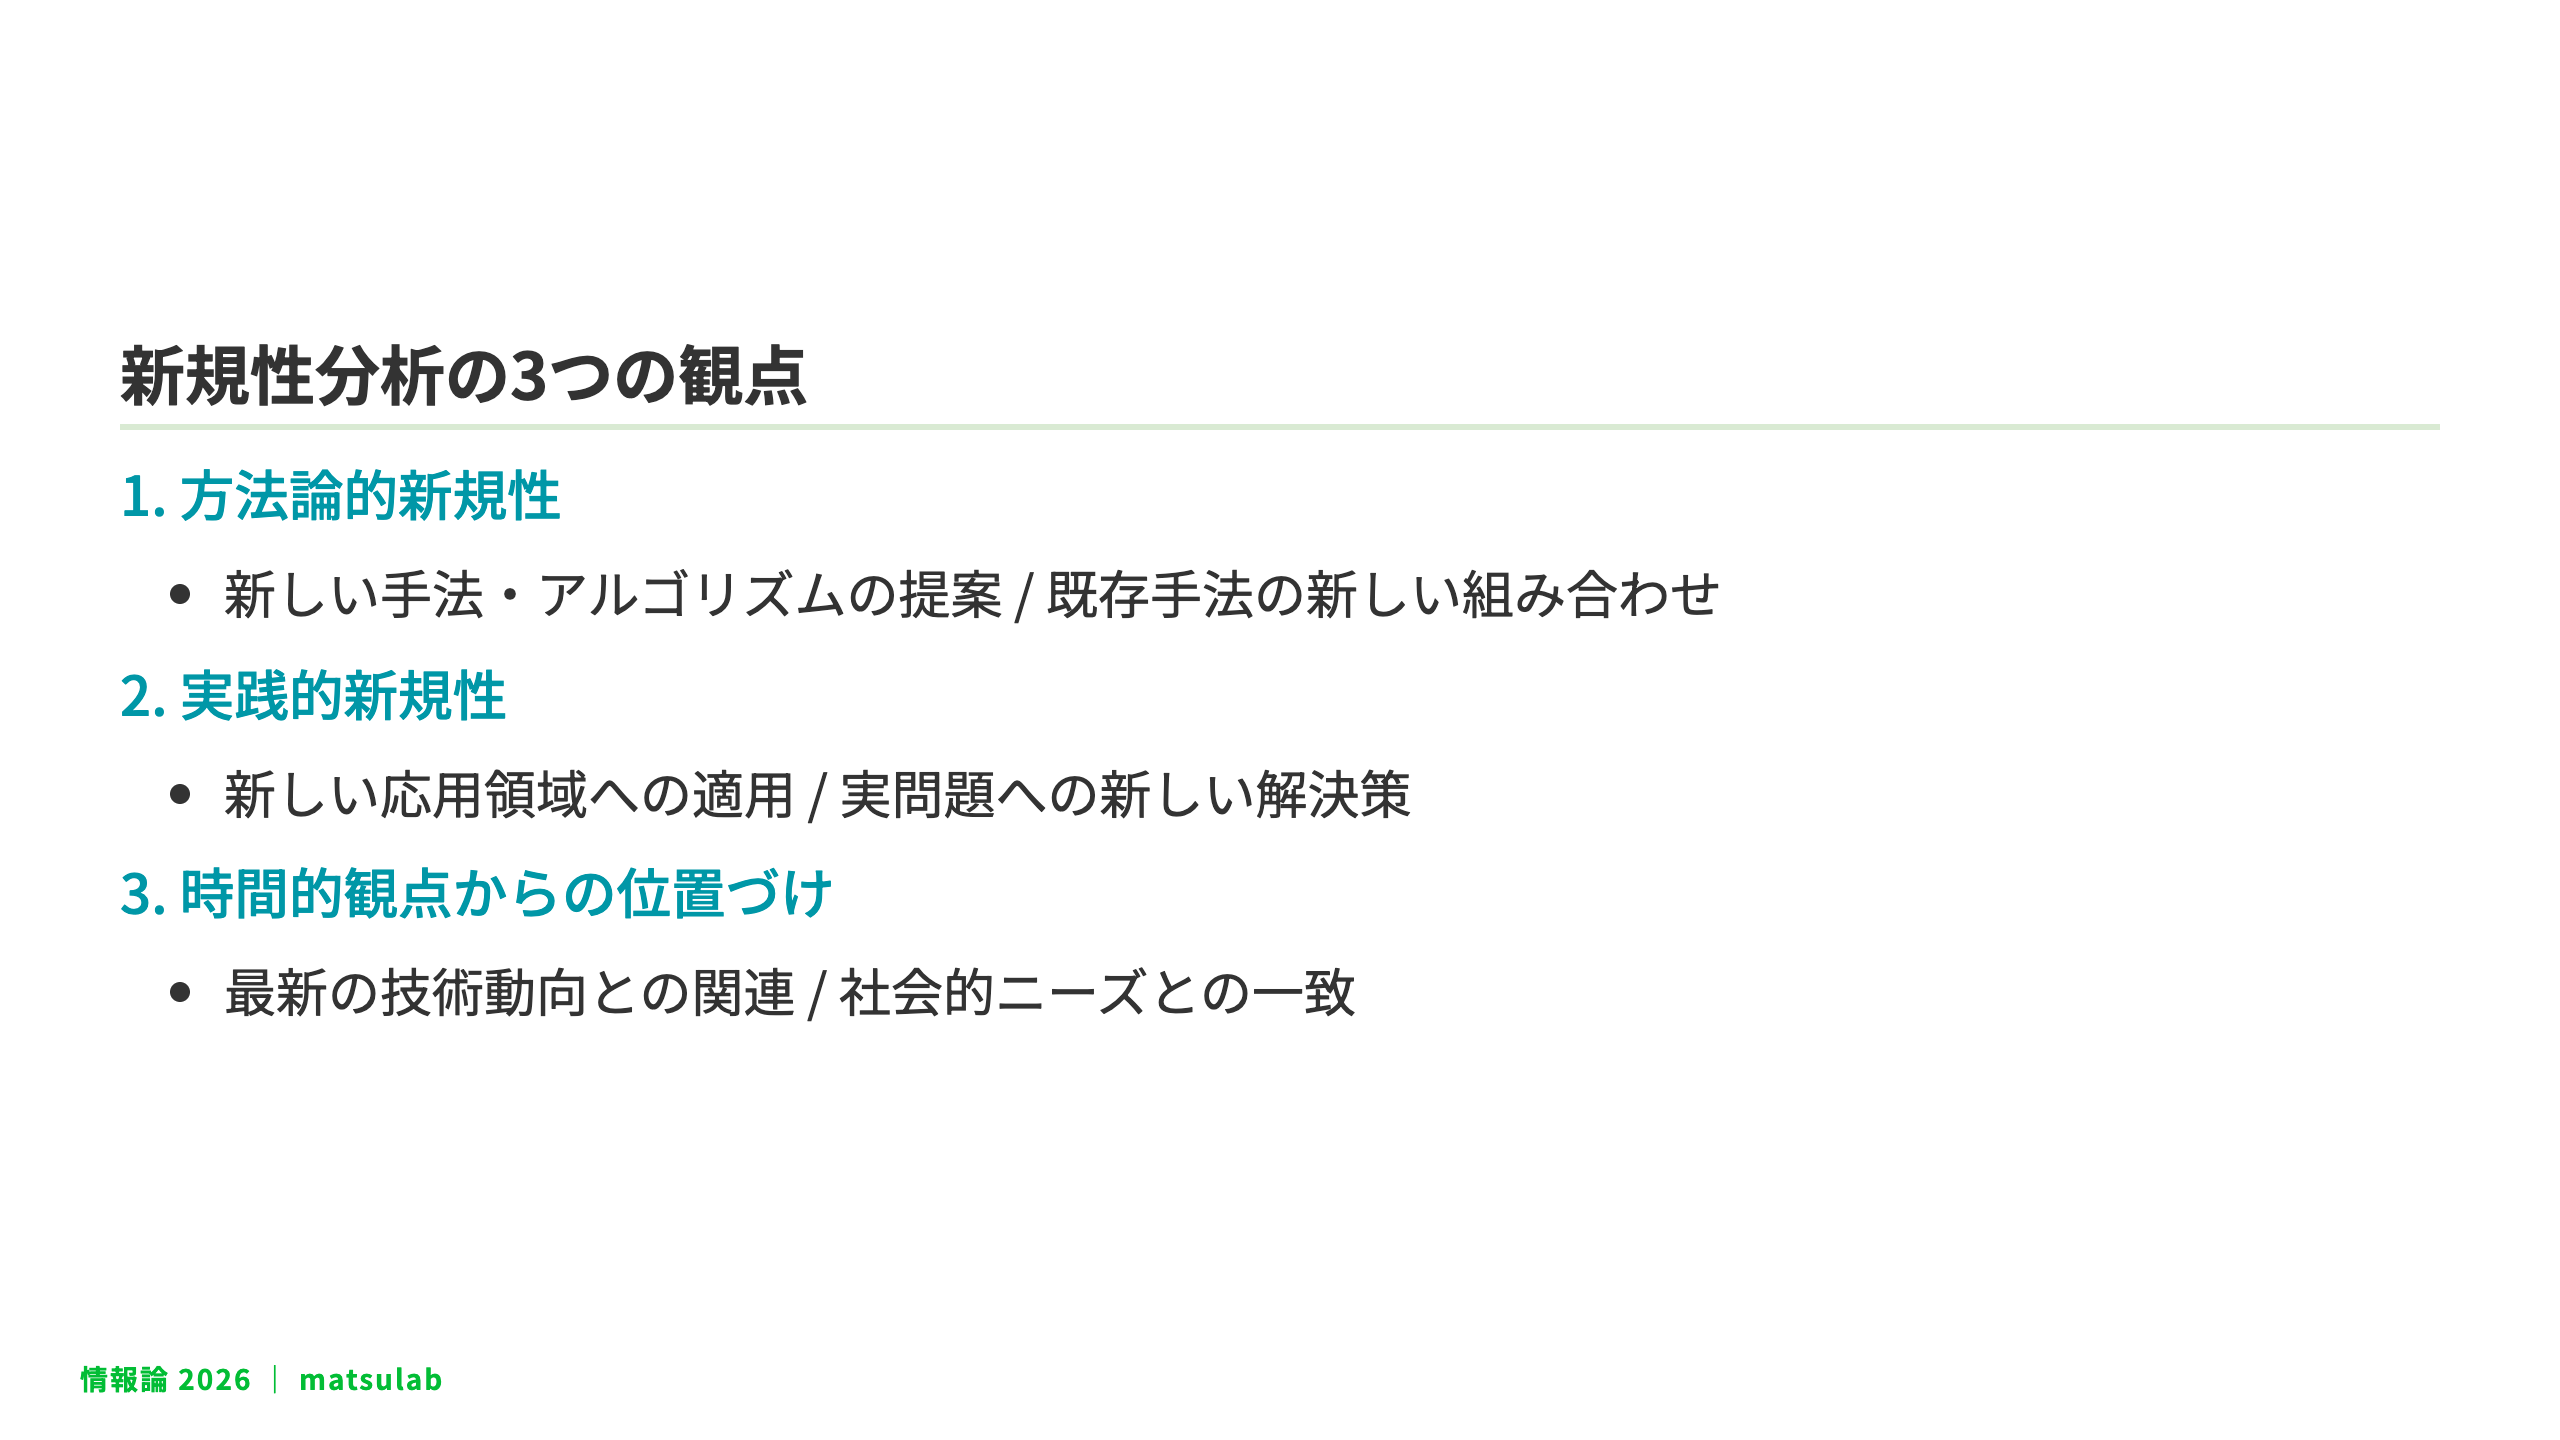 新規性分析の3つの観点
1. 方法論的新規性
• 新しい手法・アルゴリズムの提案 / 既存手法の新しい組み合わせ
2. 実践的新規性
• 新しい応用領域への適用 / 実問題への新しい解決策
3. 時間的観点からの位置づけ
• 最新の技術動向との関連 / 社会的ニーズとの一致
情報論 2026 ｜ matsulab